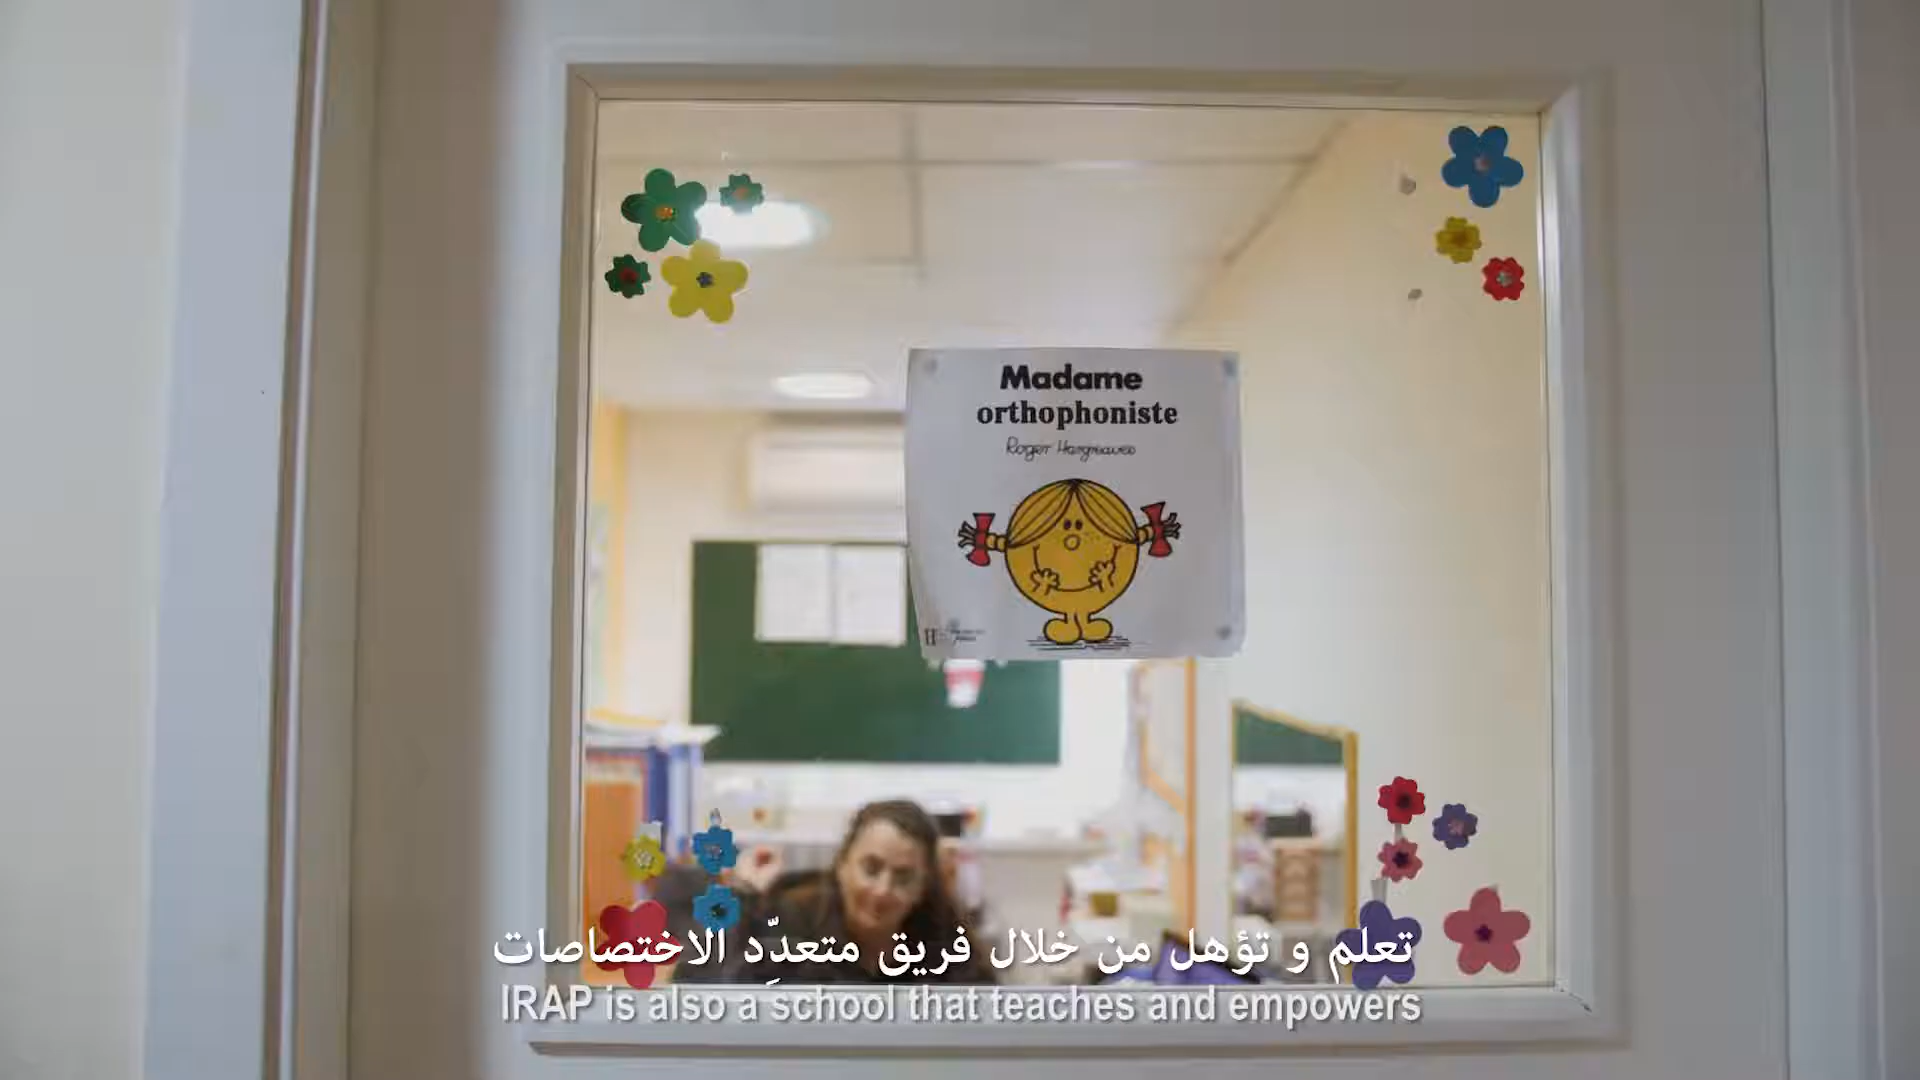 Madame
orthophoniste
Roger Hargreaves
تعلم و تؤهل من خلال فريق متعدِّد الاختصاصات
IRAP is also a school that teaches and empowers